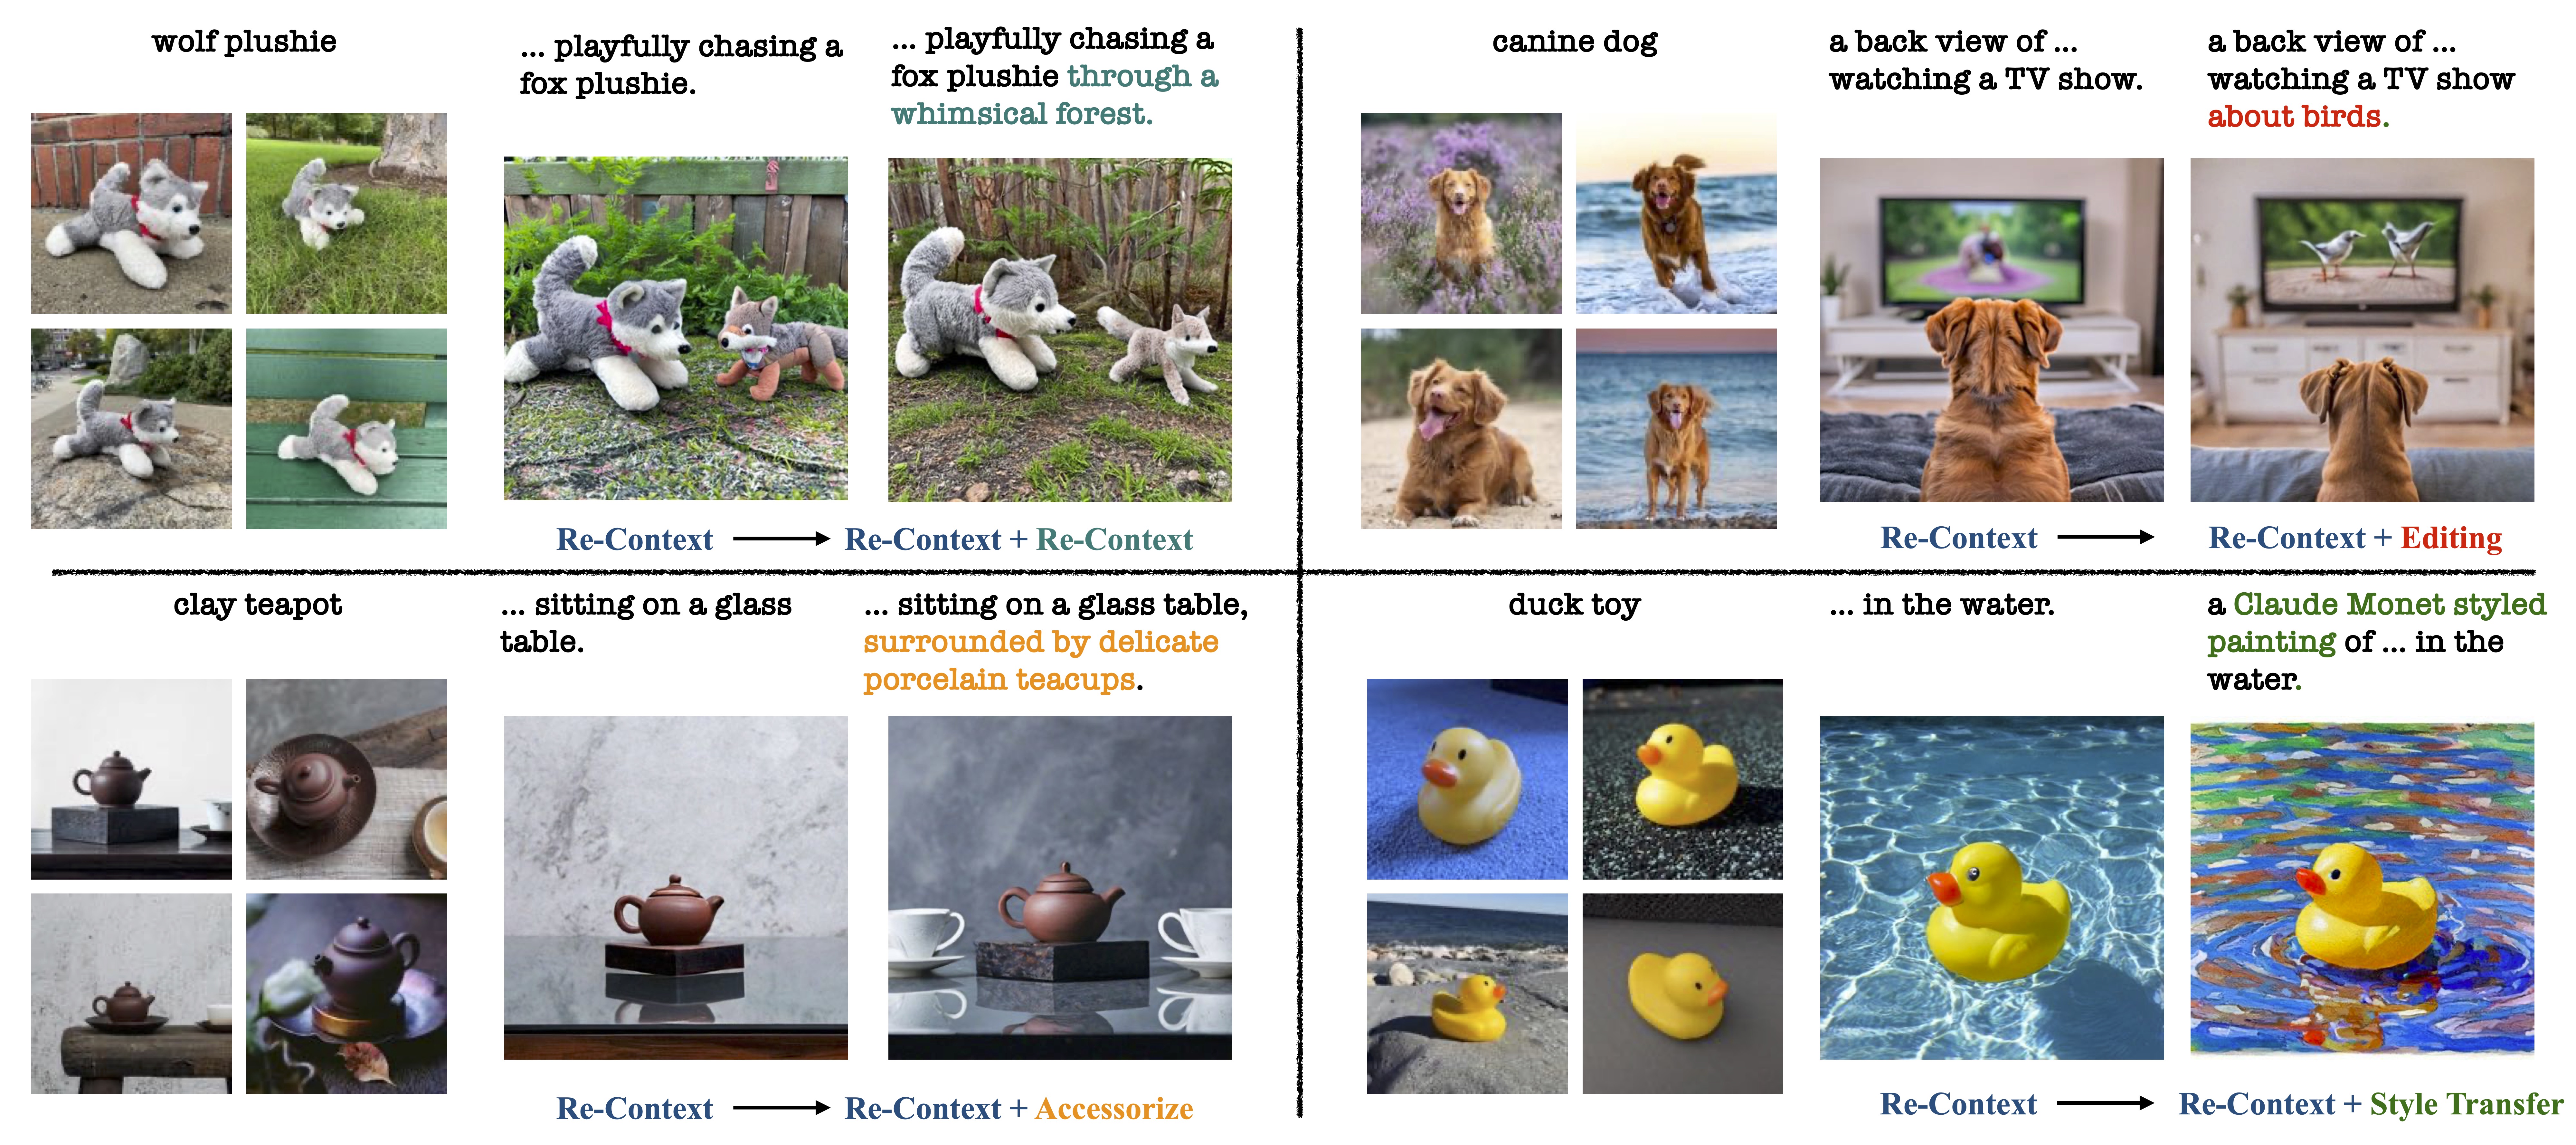 wolf plushie
... playfully chasing a
fox plushie.
... playfully chasing a
fox plushie through a
whimsical forest.
Re-Context
Re-Context + Re-Context
canine dog
a back view of ...
watching a TV show.
a back view of ...
watching a TV show
about birds.
Re-Context
Re-Context + Editing
clay teapot
... sitting on a glass
table.
... sitting on a glass table,
surrounded by delicate
porcelain teacups.
Re-Context
Re-Context + Accessorize
duck toy
... in the water.
a Claude Monet styled
painting of ... in the
water.
Re-Context
Re-Context + Style Transfer